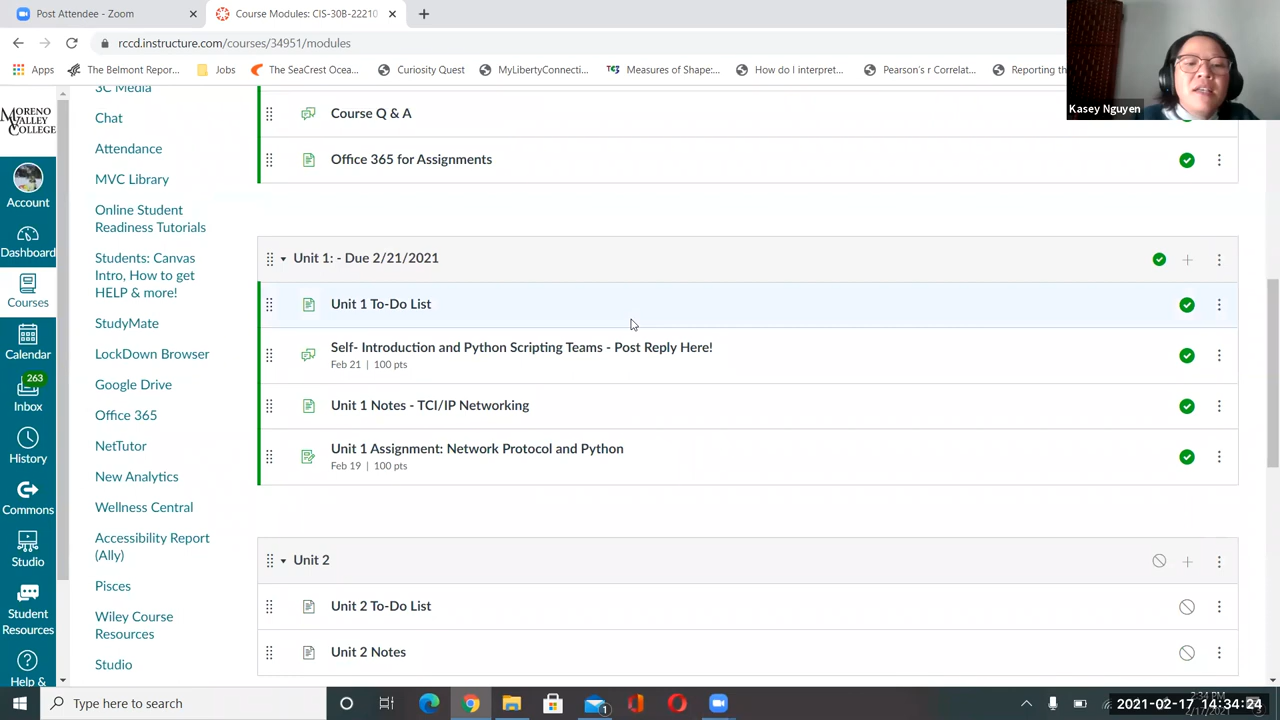 Post Attendee - Zoom
Course Modules: CIS-30B-22210
rccd.instructure.com/courses/34951/modules
Apps
The Belmont Repor...
Jobs
The SeaCrest Ocea...
Curiosity Quest
MyLibertyConnecti...
Measures of Shape:...
How do I interpret...
Pearson's r Correlat...
Reporting th
Kasey Nguyen
MORENO
VALLEY
COLLEGE
Account
Dashboard
Courses
Calendar
263
Inbox
History
Commons
Studio
Student
Resources
Help &
3C Media
Chat
Attendance
MVC Library
Online Student
Readiness Tutorials
Students: Canvas
Intro, How to get
HELP & more!
StudyMate
LockDown Browser
Google Drive
Office 365
NetTutor
New Analytics
Wellness Central
Accessibility Report
(Ally)
Pisces
Wiley Course
Resources
Studio
Course Q & A
Office 365 for Assignments
Unit 1: - Due 2/21/2021
Unit 1 To-Do List
Self- Introduction and Python Scripting Teams - Post Reply Here!
Feb 21 | 100 pts
Unit 1 Notes - TCI/IP Networking
Unit 1 Assignment: Network Protocol and Python
Feb 19 | 100 pts
Unit 2
Unit 2 To-Do List
Unit 2 Notes
Type here to search
1
2:34 PM
2021-02-17 14:34:24